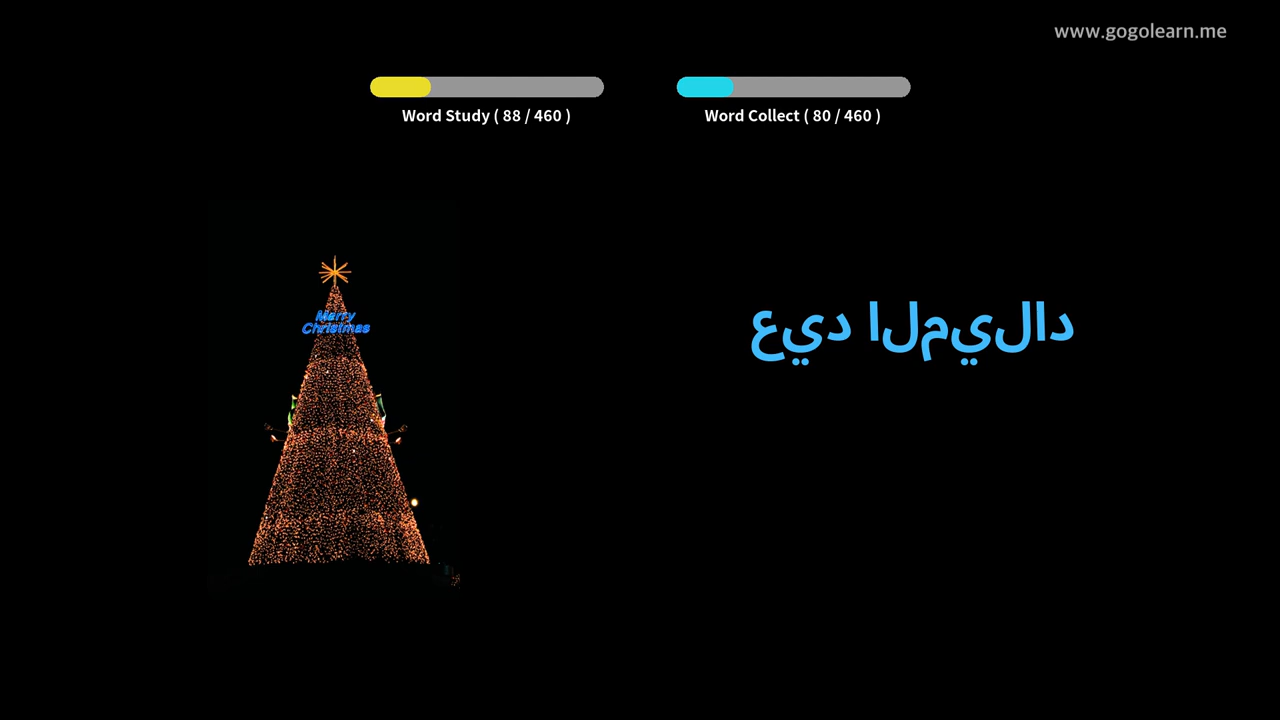 www.gogolearn.me
Word Study ( 88 / 460 )
Word Collect ( 80 / 460 )
Merry
Christmas
عيد الميلاد